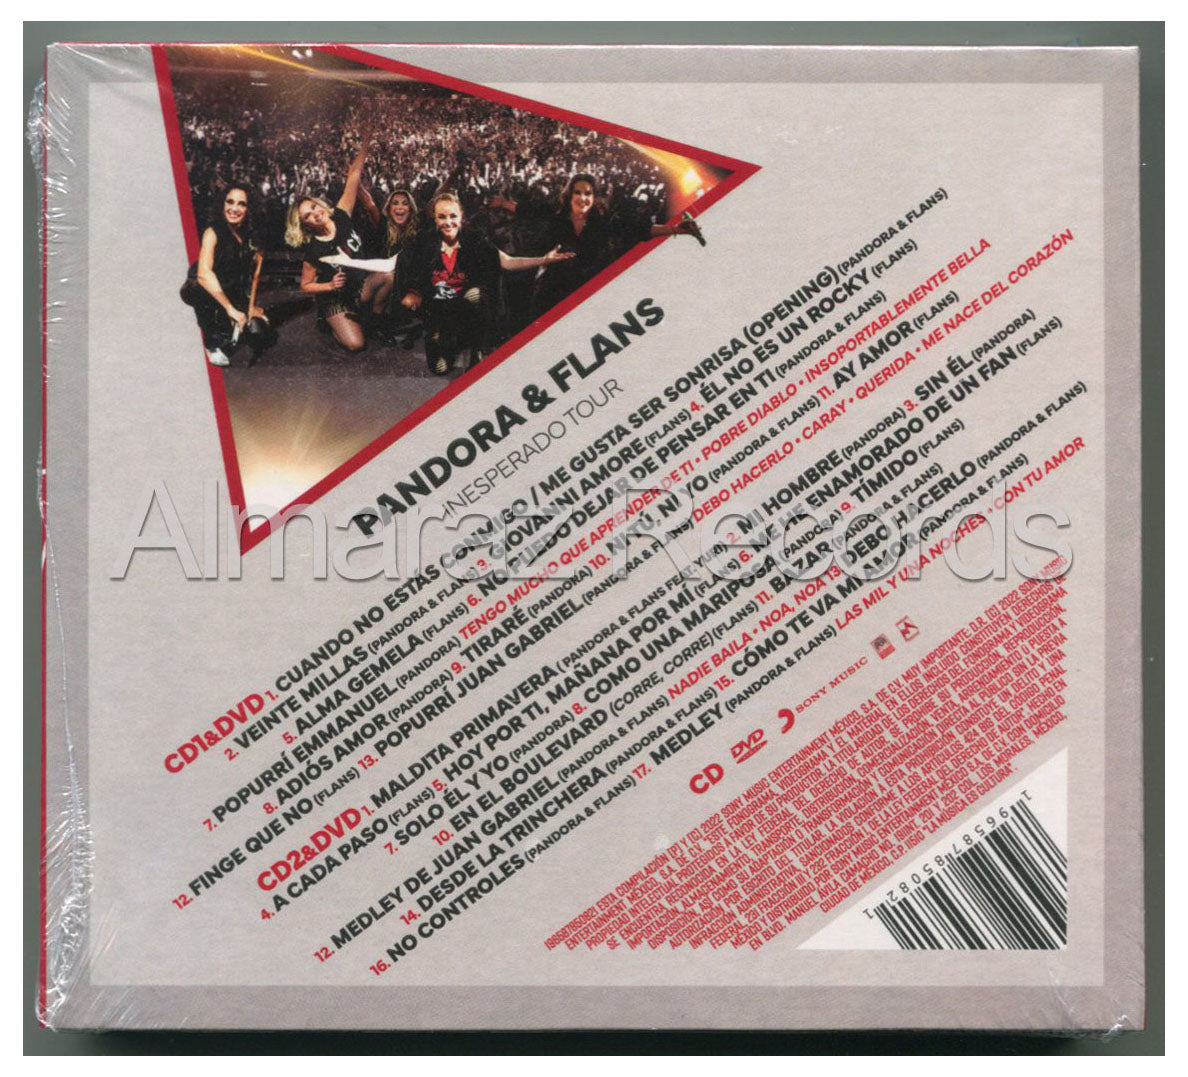 PANDORA & FLANS
INESPERADO TOUR
CD1&DVD 1. CUANDO NO ESTAS CONMIGO / ME GUSTA SER SONRISA (OPENING) (PANDORA & FLANS)
2. VEINTE MILLAS (PANDORA & FLANS) 3. GIOVANNI AMORE (FLANS) 4. ÉL NO ES UN ROCKY (FLANS)
5. ALMA GEMELA (FLANS) 6. NO PUEDO DEJAR DE PENSAR EN TI (PANDORA & FLANS)
7. POPURRÍ EMMANUEL (PANDORA) TENGO MUCHO QUE APRENDER DE TI • POBRE DIABLO • INSOPORTABLEMENTE BELLA
8. ADIÓS AMOR (PANDORA) 9. TIRARÉ (PANDORA) 10. NI TÚ, NI YO (PANDORA & FLANS) 11. AY AMOR (FLANS)
12. FINGE QUE NO (FLANS) 13. POPURRÍ JUAN GABRIEL (PANDORA & FLANS) DEBO HACERLO • CARAY • QUERIDA • ME NACE DEL CORAZÓN
CD2&DVD 1. MALDITA PRIMAVERA (PANDORA & FLANS FEAT. YURI) 2. MI HOMBRE (PANDORA) 3. SIN ÉL (PANDORA)
4. A CADA PASO (FLANS) 5. HOY POR TI, MAÑANA POR MÍ (FLANS) 6. ME HE ENAMORADO DE UN FAN (FLANS)
7. SOLO ÉL Y YO (PANDORA) 8. COMO UNA MARIPOSA (PANDORA) 9. TÍMIDO (FLANS)
10. EN EL BOULEVARD (CORRE, CORRE) (FLANS) 11. BAZAR (PANDORA & FLANS)
12. MEDLEY DE JUAN GABRIEL (PANDORA & FLANS) NADIE BAILA • NOA, NOA 13. DEBO HACERLO (PANDORA & FLANS)
14. DESDE LA TRINCHERA (PANDORA & FLANS) 15. CÓMO TE VA MI AMOR (PANDORA & FLANS)
16. NO CONTROLES (PANDORA & FLANS) 17. MEDLEY (PANDORA & FLANS) LAS MIL Y UNA NOCHES • CON TU AMOR
CD DVD SONY MUSIC
1 96587 85082 1
Almaraz Records